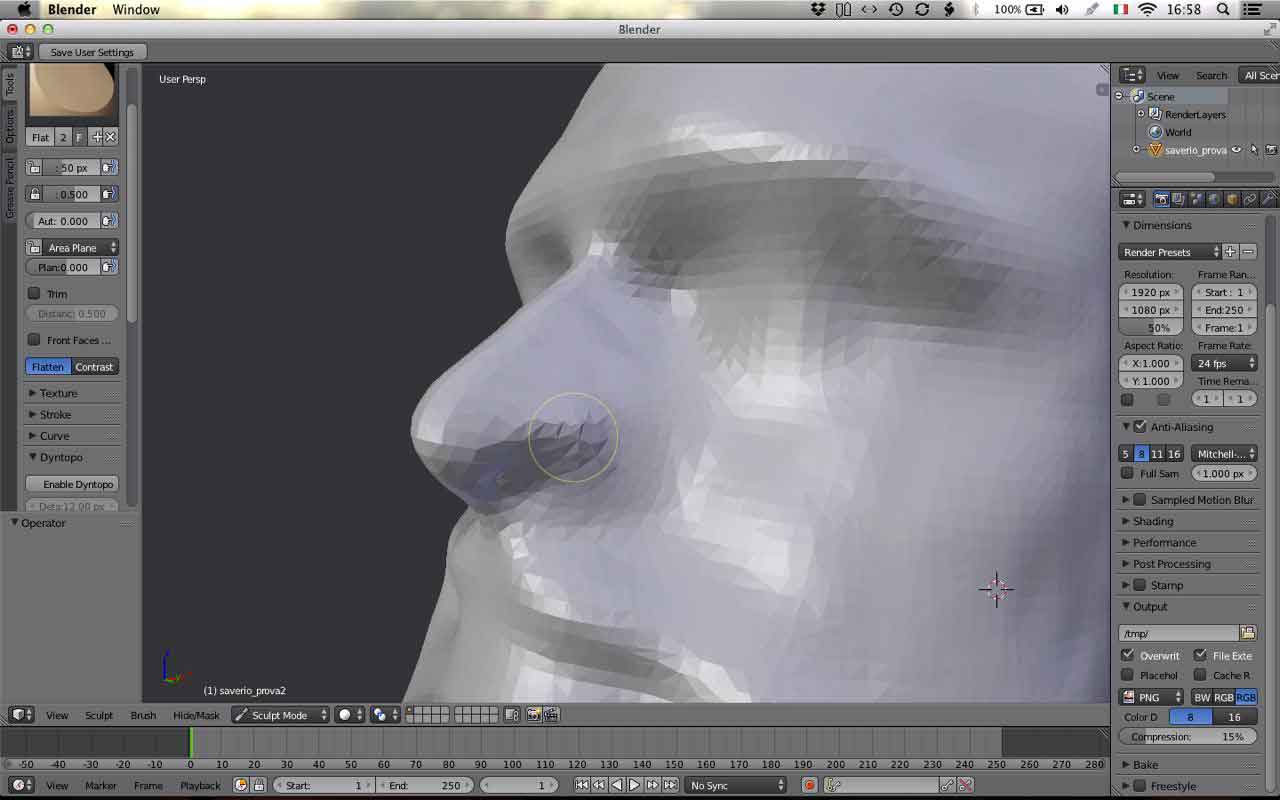 Blender Window 100% 16:58
Blender
Save User Settings
Tools
Options
Grease Pencil
Flat 2 F
: 50 px
: 0.500
Aut: 0.000
Area Plane
Plan:0.000
Trim
Distanc: 0.500
Front Faces ...
Flatten Contrast
Texture
Stroke
Curve
Dyntopo
Enable Dyntopo
Deta:12.00 px
Operator
User Persp
(1) saverio_prova2
View Search All Scer
Scene
RenderLayers
World
saverio_prova
Dimensions
Render Presets
Resolution: Frame Ran...
1920 px Start : 1
1080 px End:250
50% Frame:1
Aspect Ratio: Frame Rate:
X:1.000 24 fps
Y: 1.000 Time Rema...
1 1
Anti-Aliasing
5 8 11 16 Mitchell-...
Full Sam 1.000 px
Sampled Motion Blur
Shading
Performance
Post Processing
Stamp
Output
/tmp/
Overwrit File Exte
Placehol Cache R
PNG BW RGB RGB
Color D 8 16
Compression: 15%
Bake
Freestyle
View Sculpt Brush Hide/Mask Sculpt Mode
-50 -40 -30 -20 -10 0 10 20 30 40 50 60 70 80 90 100 110 120 130 140 150 160 170 180 190 200 210 220 230 240 250 260 270 280
View Marker Frame Playback Start: 1 End: 250 1 No Sync